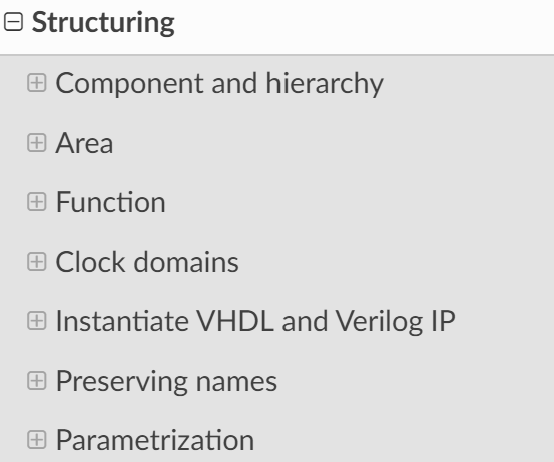 Structuring
Component and hierarchy
Area
Function
Clock domains
Instantiate VHDL and Verilog IP
Preserving names
Parametrization